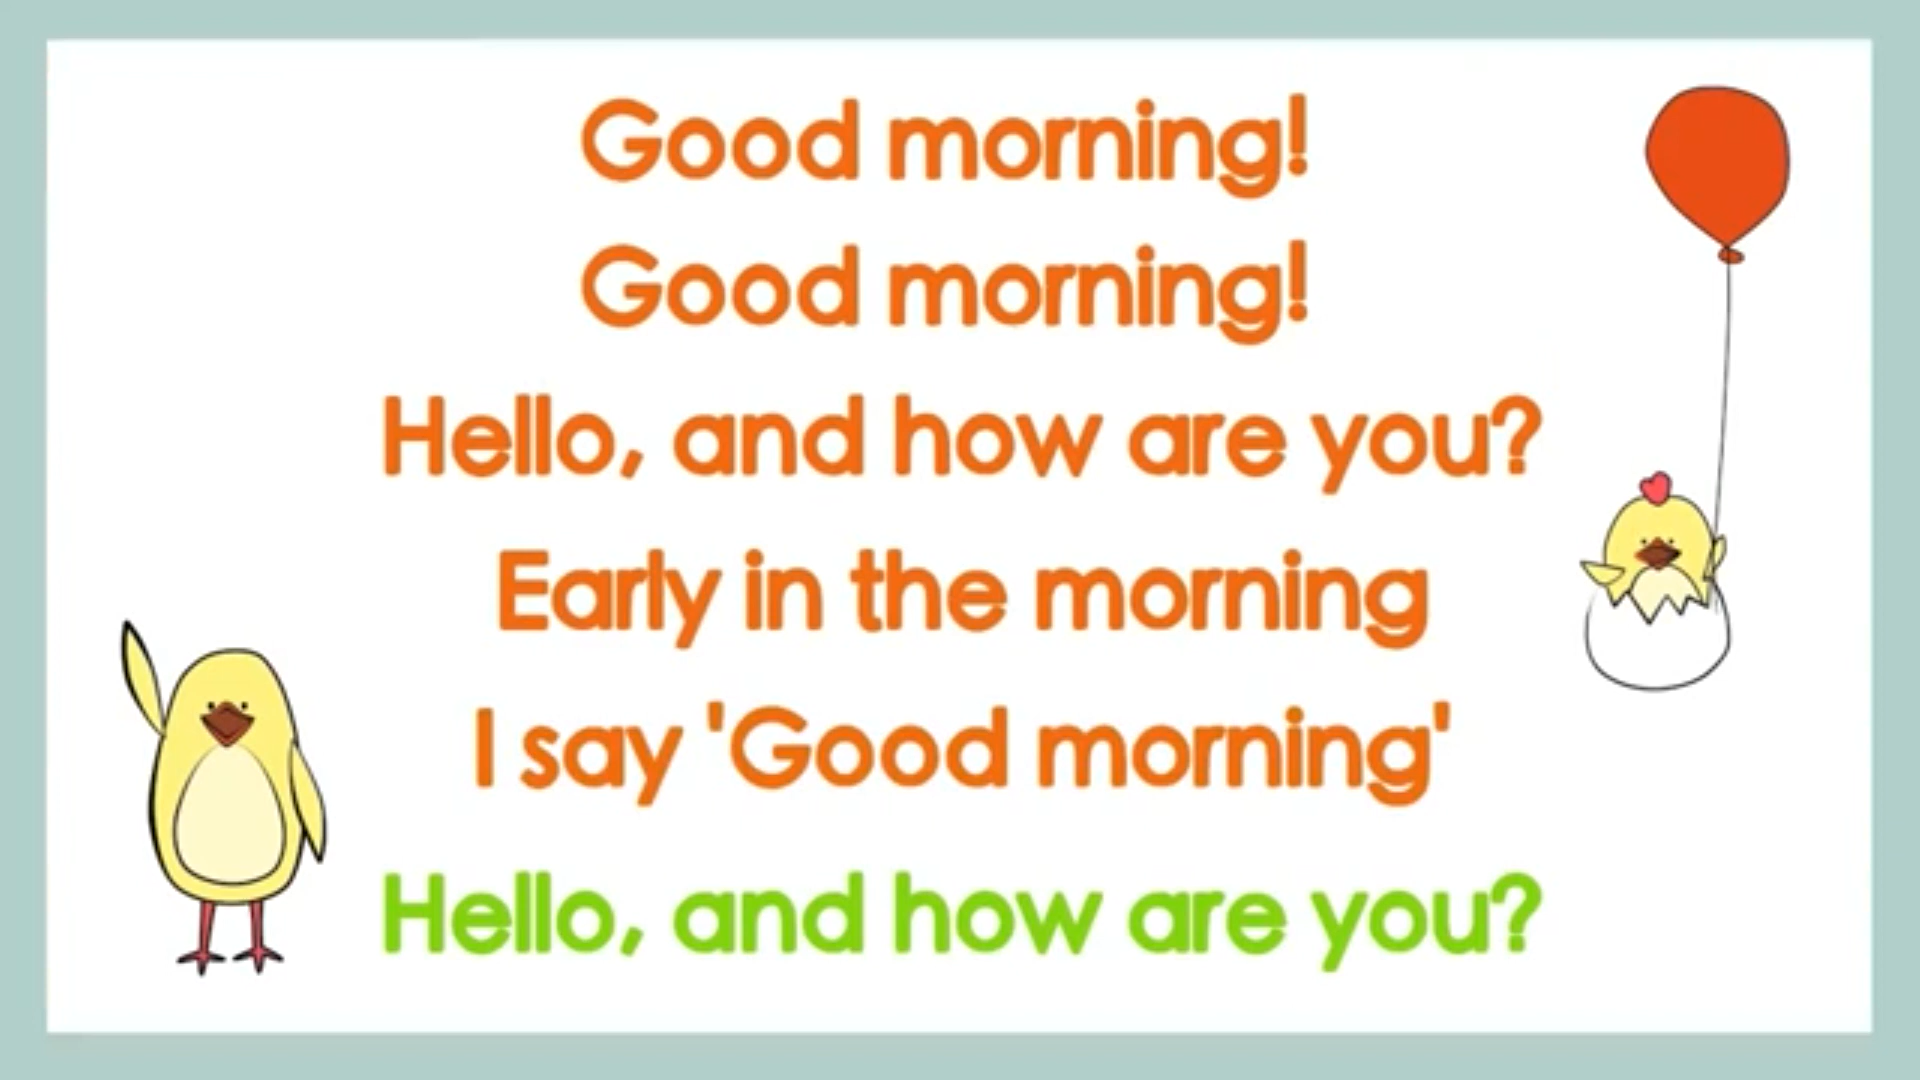 Good morning!
Good morning!
Hello, and how are you?
Early in the morning
I say 'Good morning'
Hello, and how are you?